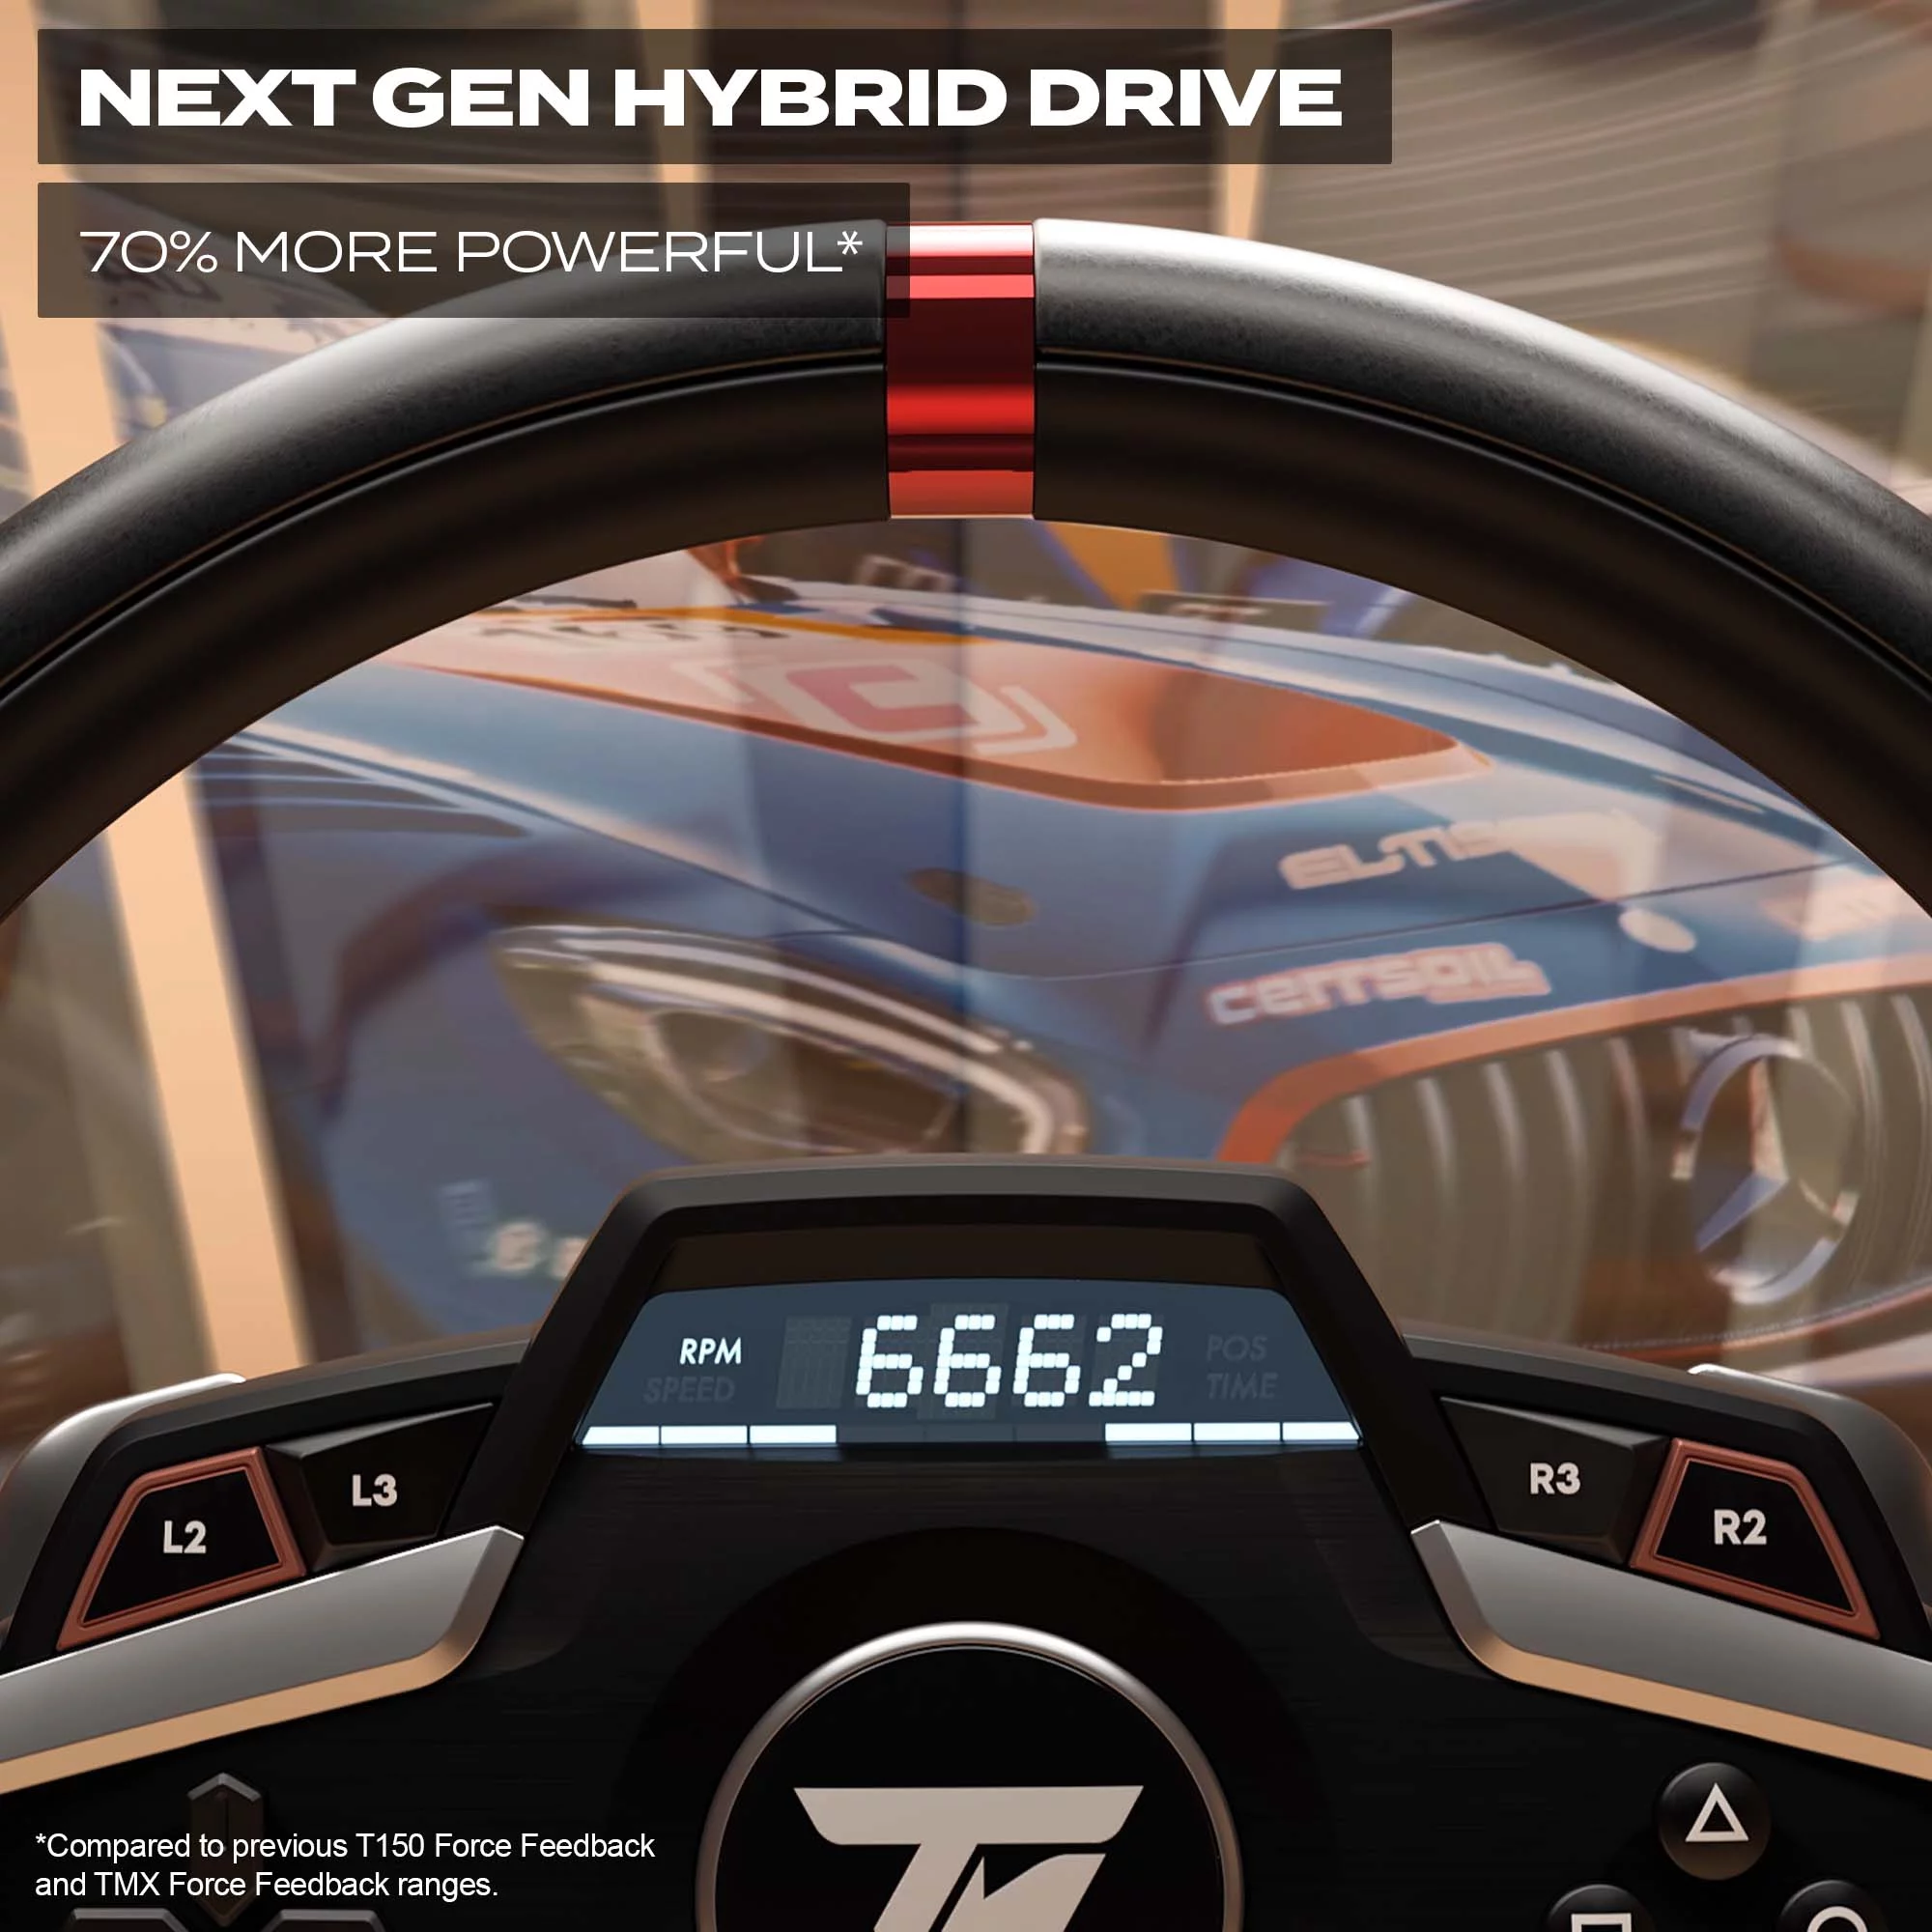 NEXT GEN HYBRID DRIVE
70% MORE POWERFUL*
CeTTSOIL
RPM 6662 POS
SPEED TIME
L3
L2
R3
R2
*Compared to previous T150 Force Feedback
and TMX Force Feedback ranges.